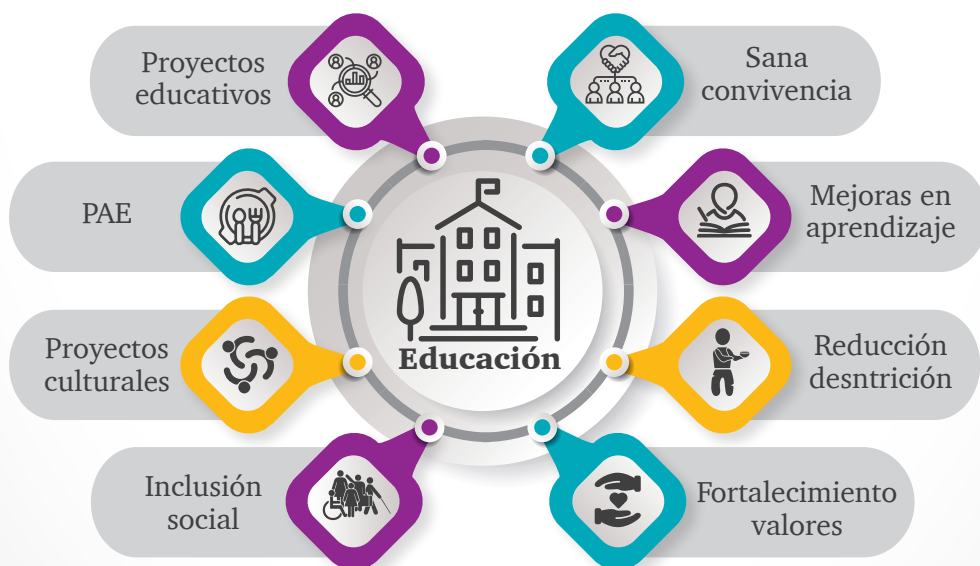 Proyectos
educativos
PAE
Proyectos
culturales
Inclusión
social
Educación
Sana
convivencia
Mejoras en
aprendizaje
Reducción
desntrición
Fortalecimiento
valores